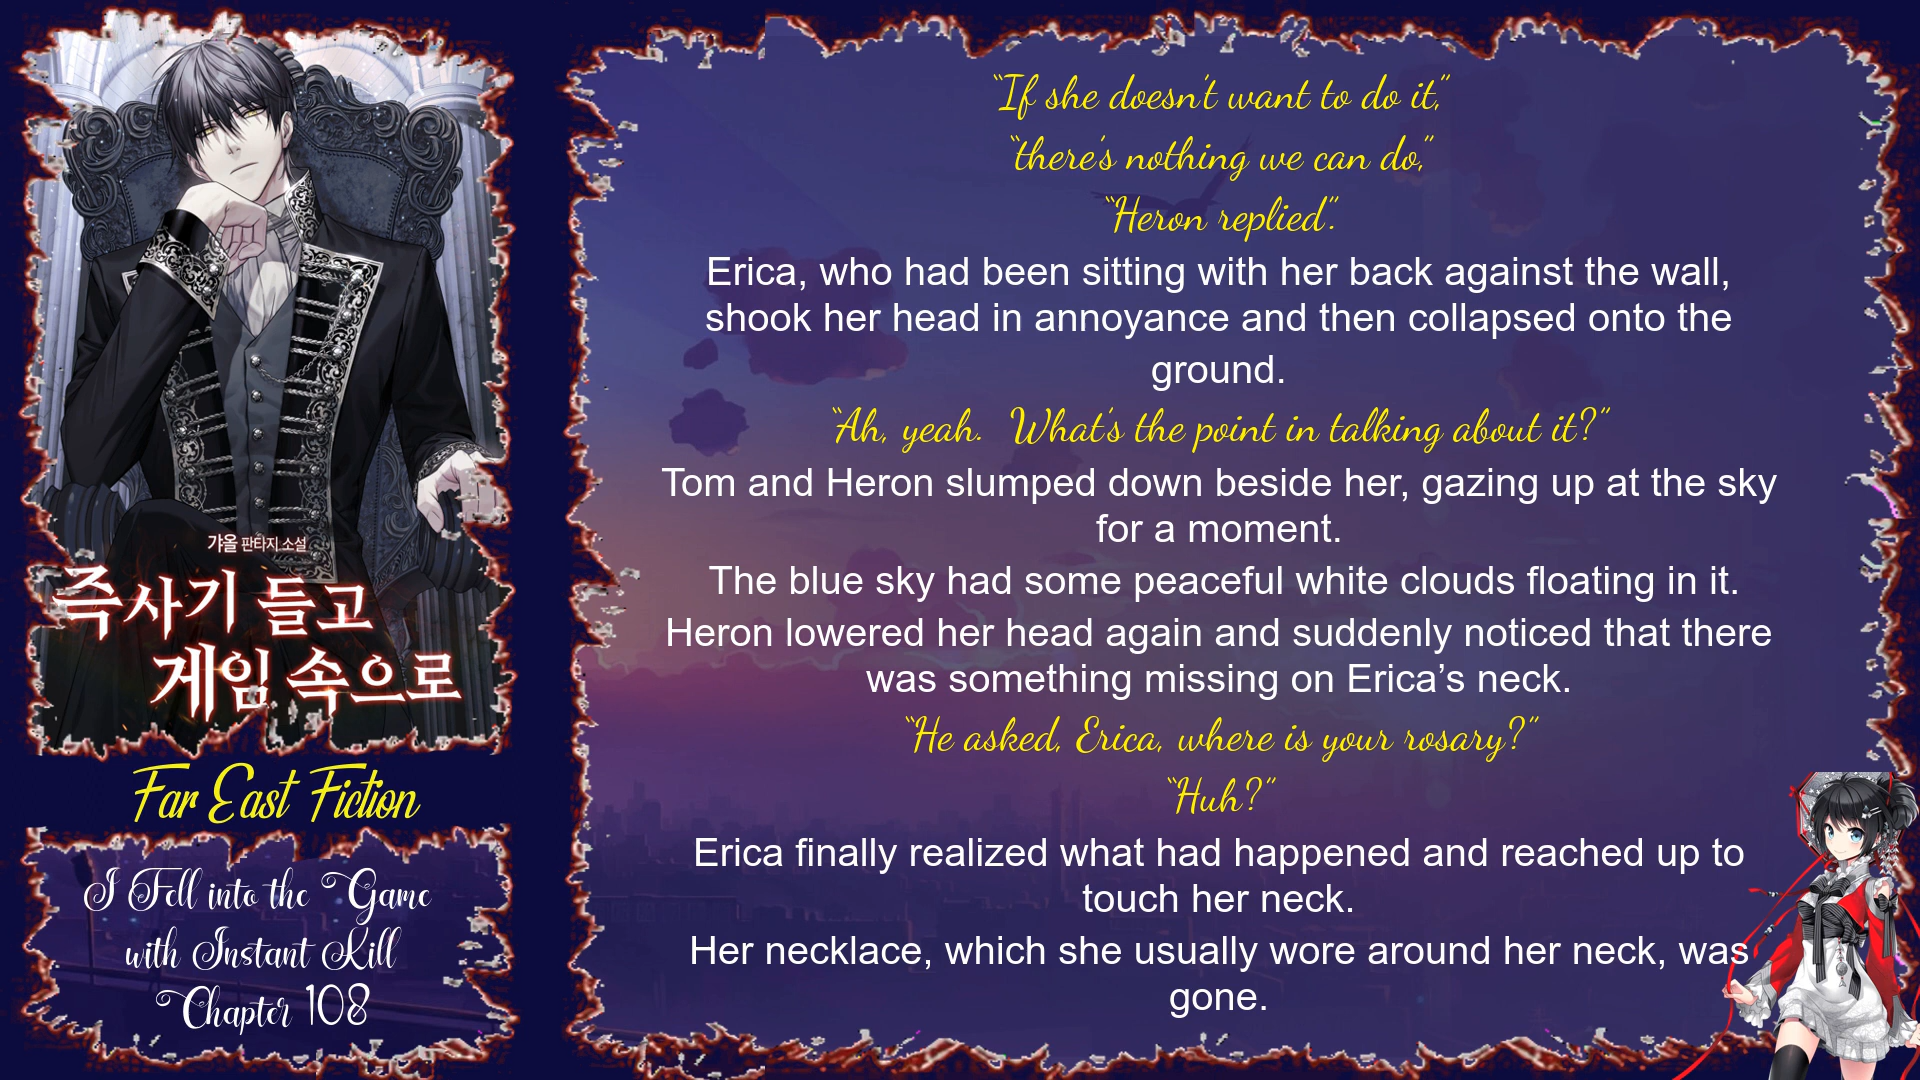 갸울 판타지 소설
즉사기 들고
게임 속으로
Far East Fiction
I Fell into the Game
with Instant Kill
Chapter 108
“If she doesn’t want to do it,”
“there’s nothing we can do,”
“Heron replied”.
Erica, who had been sitting with her back against the wall,
shook her head in annoyance and then collapsed onto the
ground.
“Ah, yeah. What’s the point in talking about it?”
Tom and Heron slumped down beside her, gazing up at the sky
for a moment.
The blue sky had some peaceful white clouds floating in it.
Heron lowered her head again and suddenly noticed that there
was something missing on Erica’s neck.
“He asked, Erica, where is your rosary?”
“Huh?”
Erica finally realized what had happened and reached up to
touch her neck.
Her necklace, which she usually wore around her neck, was
gone.